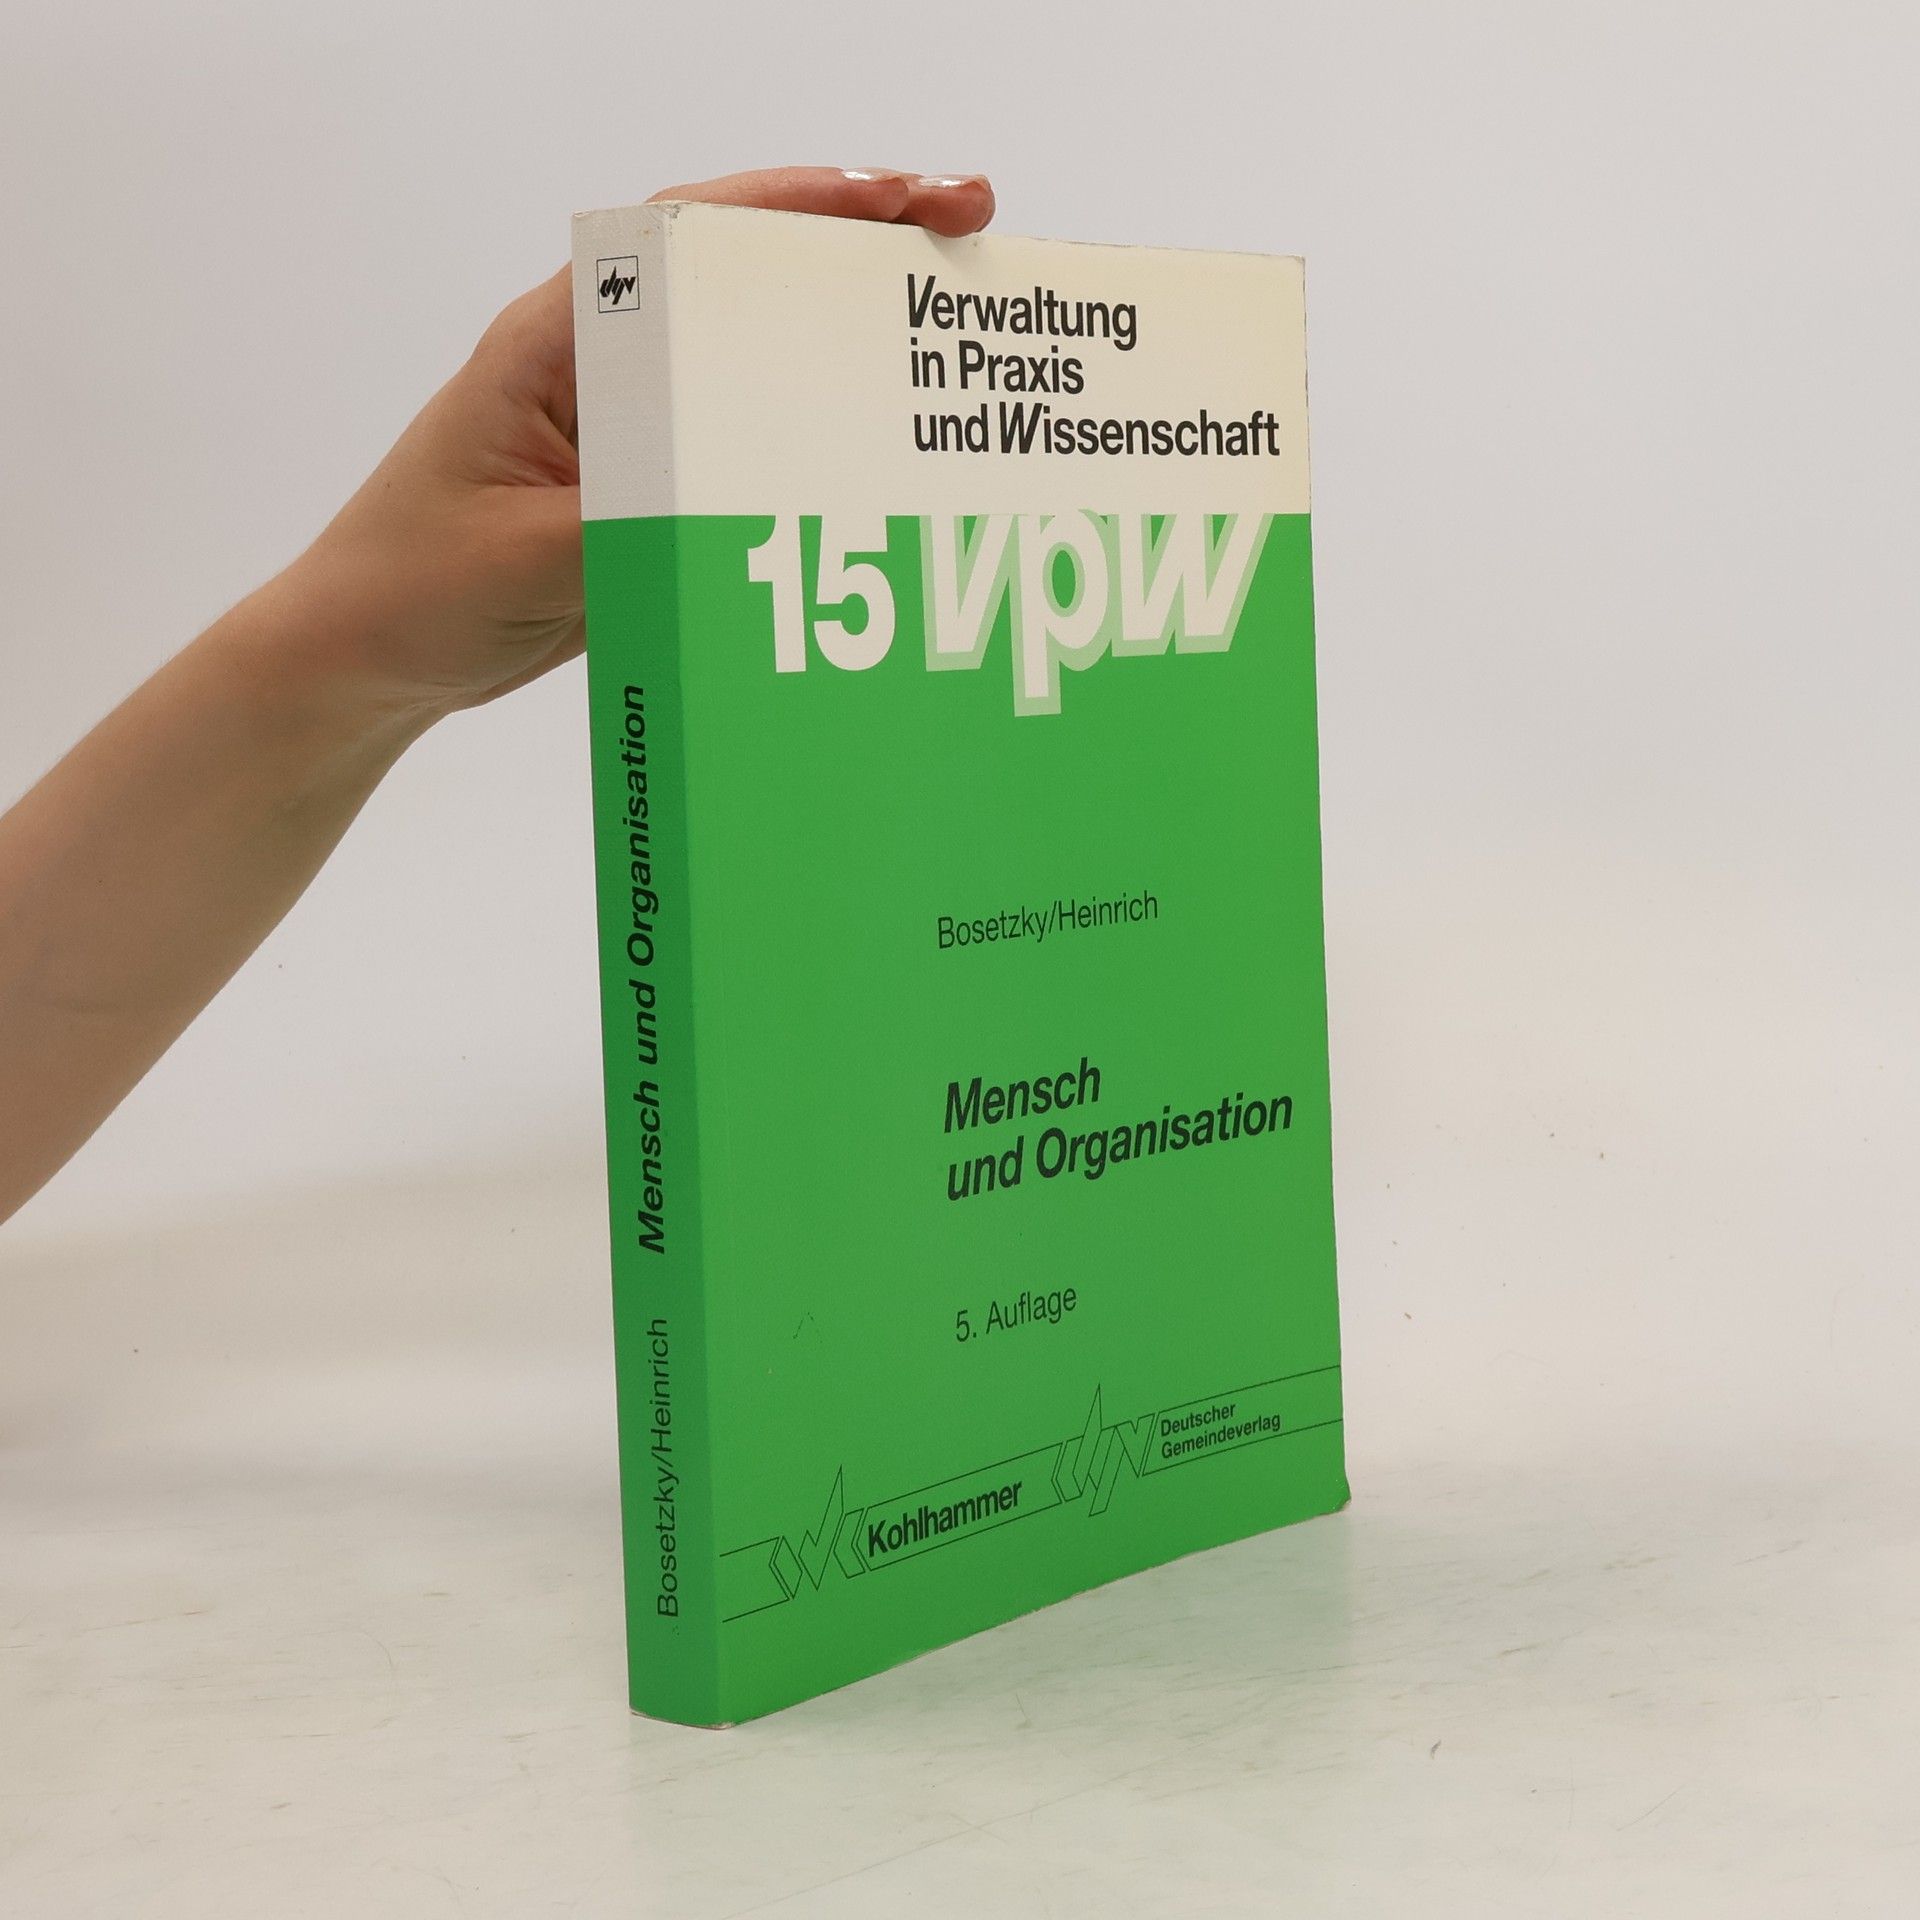 dgv
Bosetzky/Heinrich Mensch und Organisation
Verwaltung
in Praxis
und Wissenschaft
15 vpw
Bosetzky/Heinrich
Mensch
und Organisation
5. Auflage
Kohlhammer
dgv
Deutscher
Gemeindeverlag